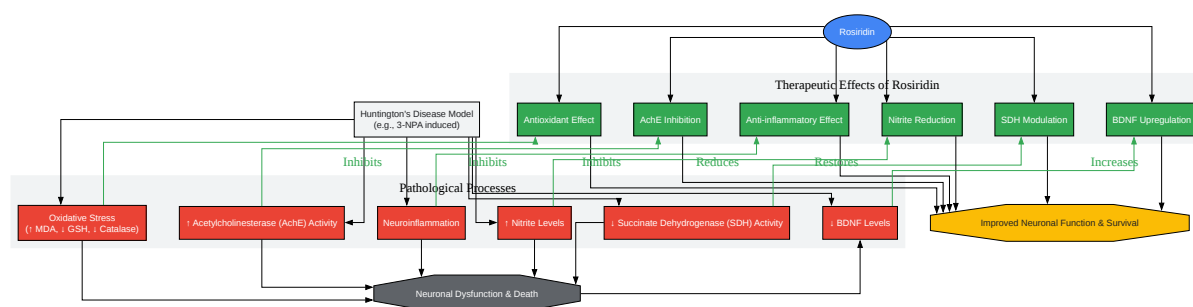 Rosiridin
Therapeutic Effects of Rosiridin
Huntington's Disease Model
(e.g., 3-NPA induced)
Antioxidant Effect
AchE Inhibition
Anti-inflammatory Effect
Nitrite Reduction
SDH Modulation
BDNF Upregulation
Inhibits
Inhibits
Inhibits
Reduces
Restores
Increases
Pathological Processes
Oxidative Stress
(↑ MDA, ↓ GSH, ↓ Catalase)
↑ Acetylcholinesterase (AchE) Activity
Neuroinflammation
↑ Nitrite Levels
↓ Succinate Dehydrogenase (SDH) Activity
↓ BDNF Levels
Improved Neuronal Function & Survival
Neuronal Dysfunction & Death